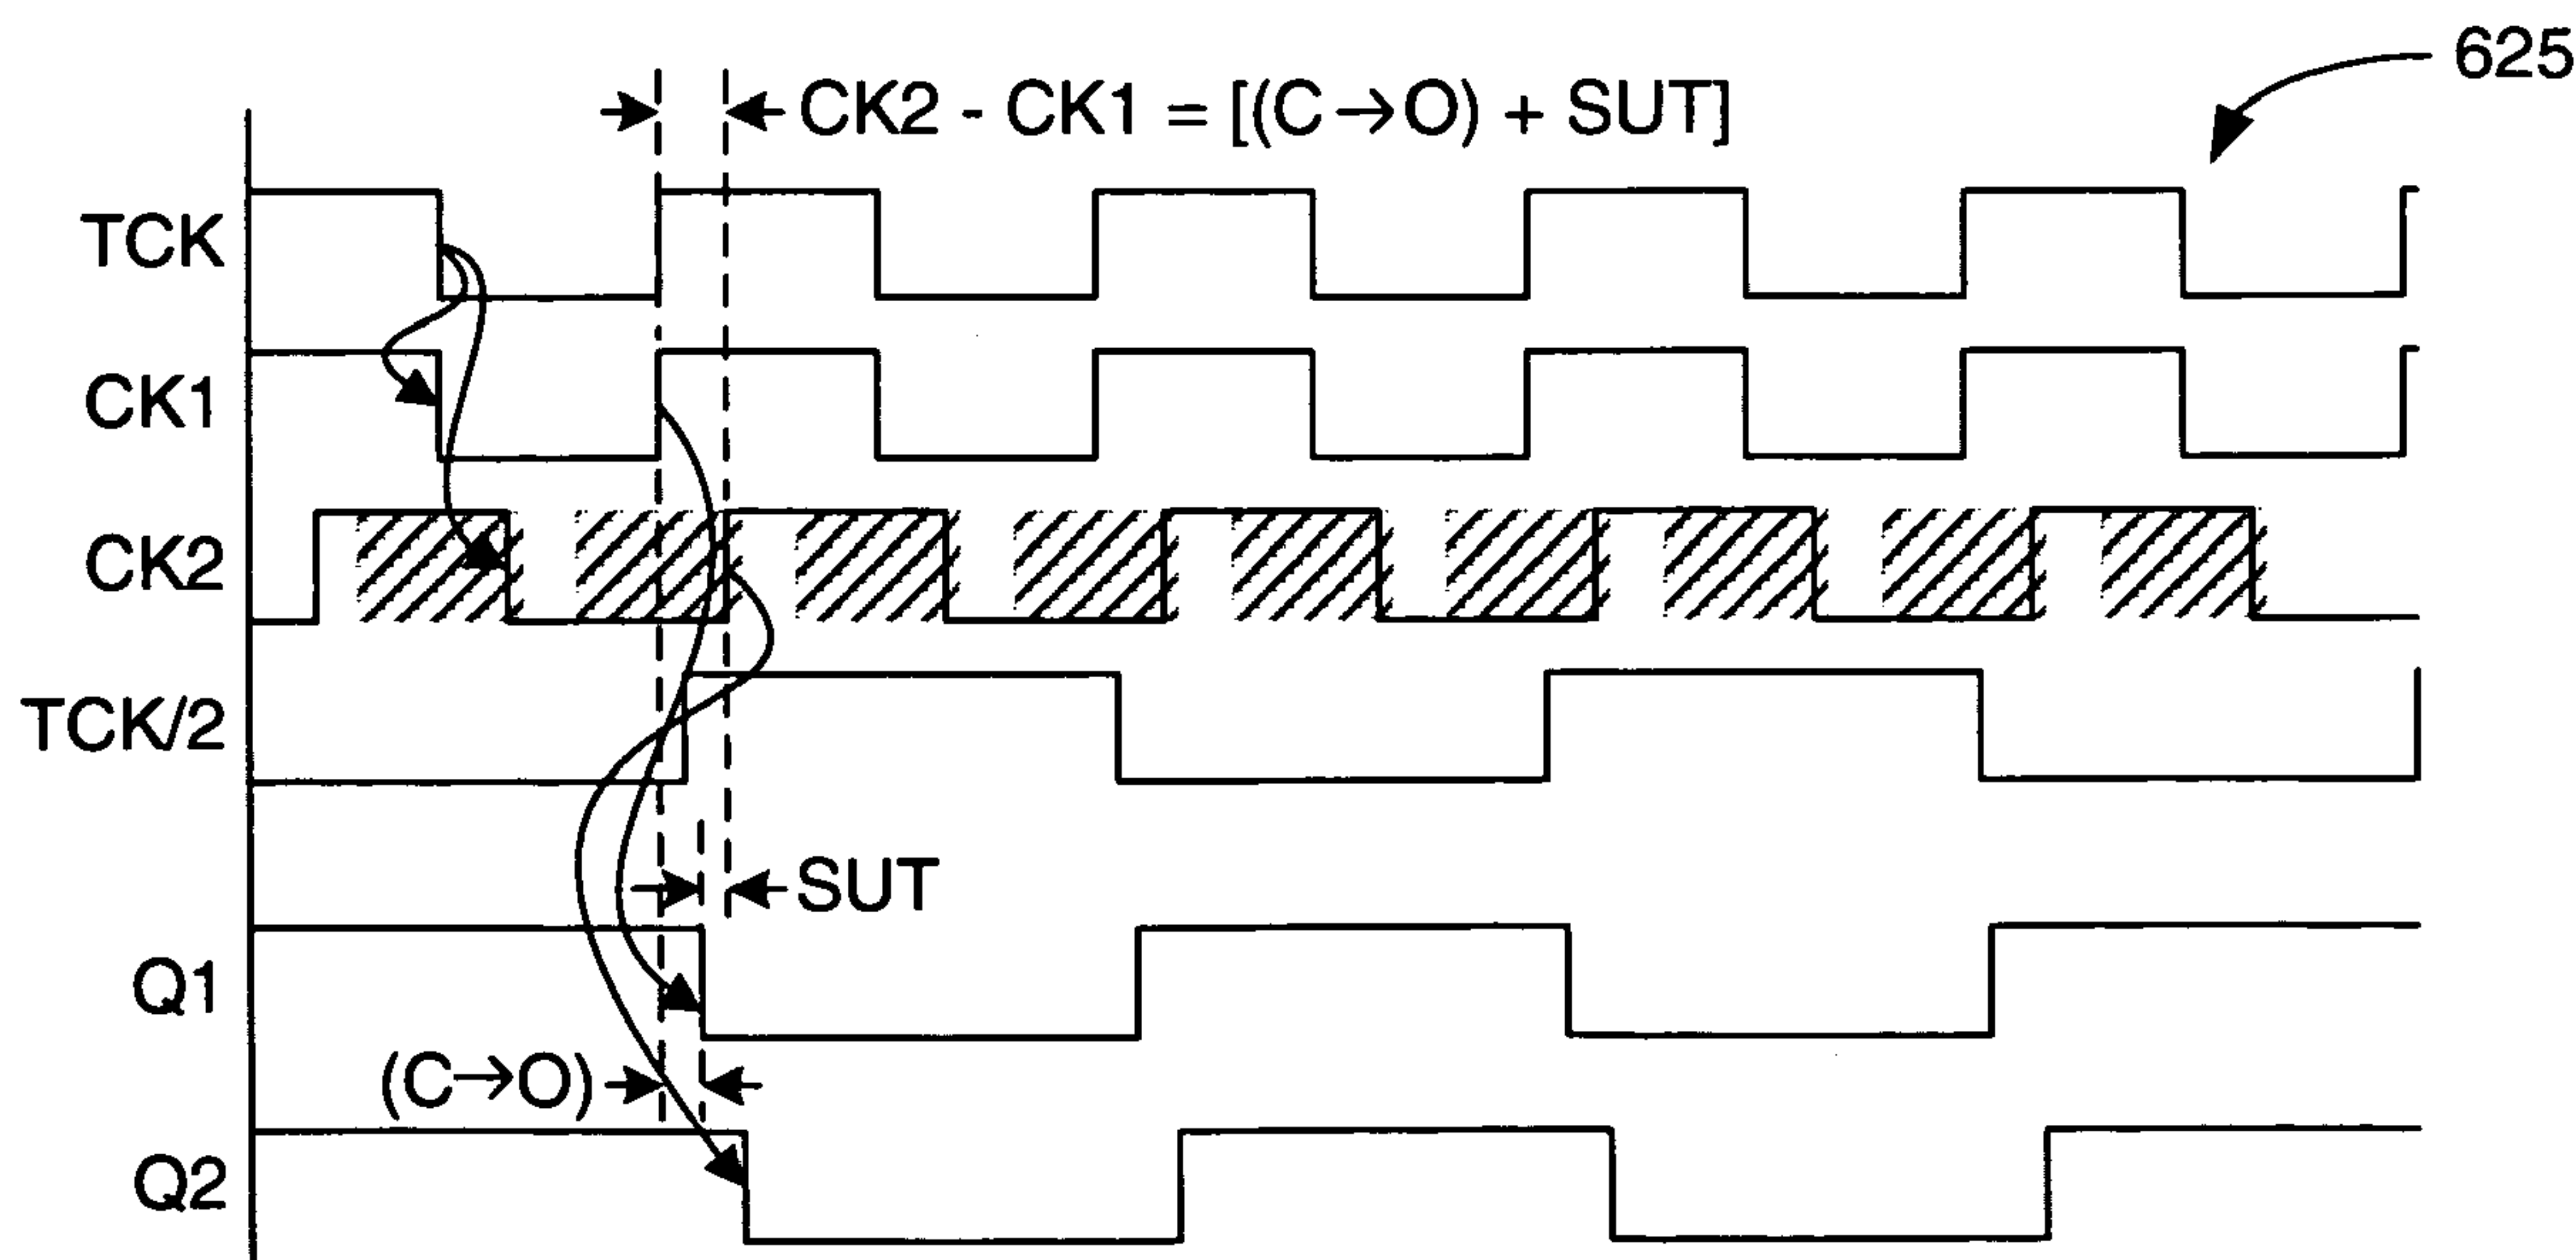 625
CK2 - CK1 = [(C→O) + SUT]
TCK
CK1
CK2
TCK/2
SUT
Q1
(C→O)
Q2